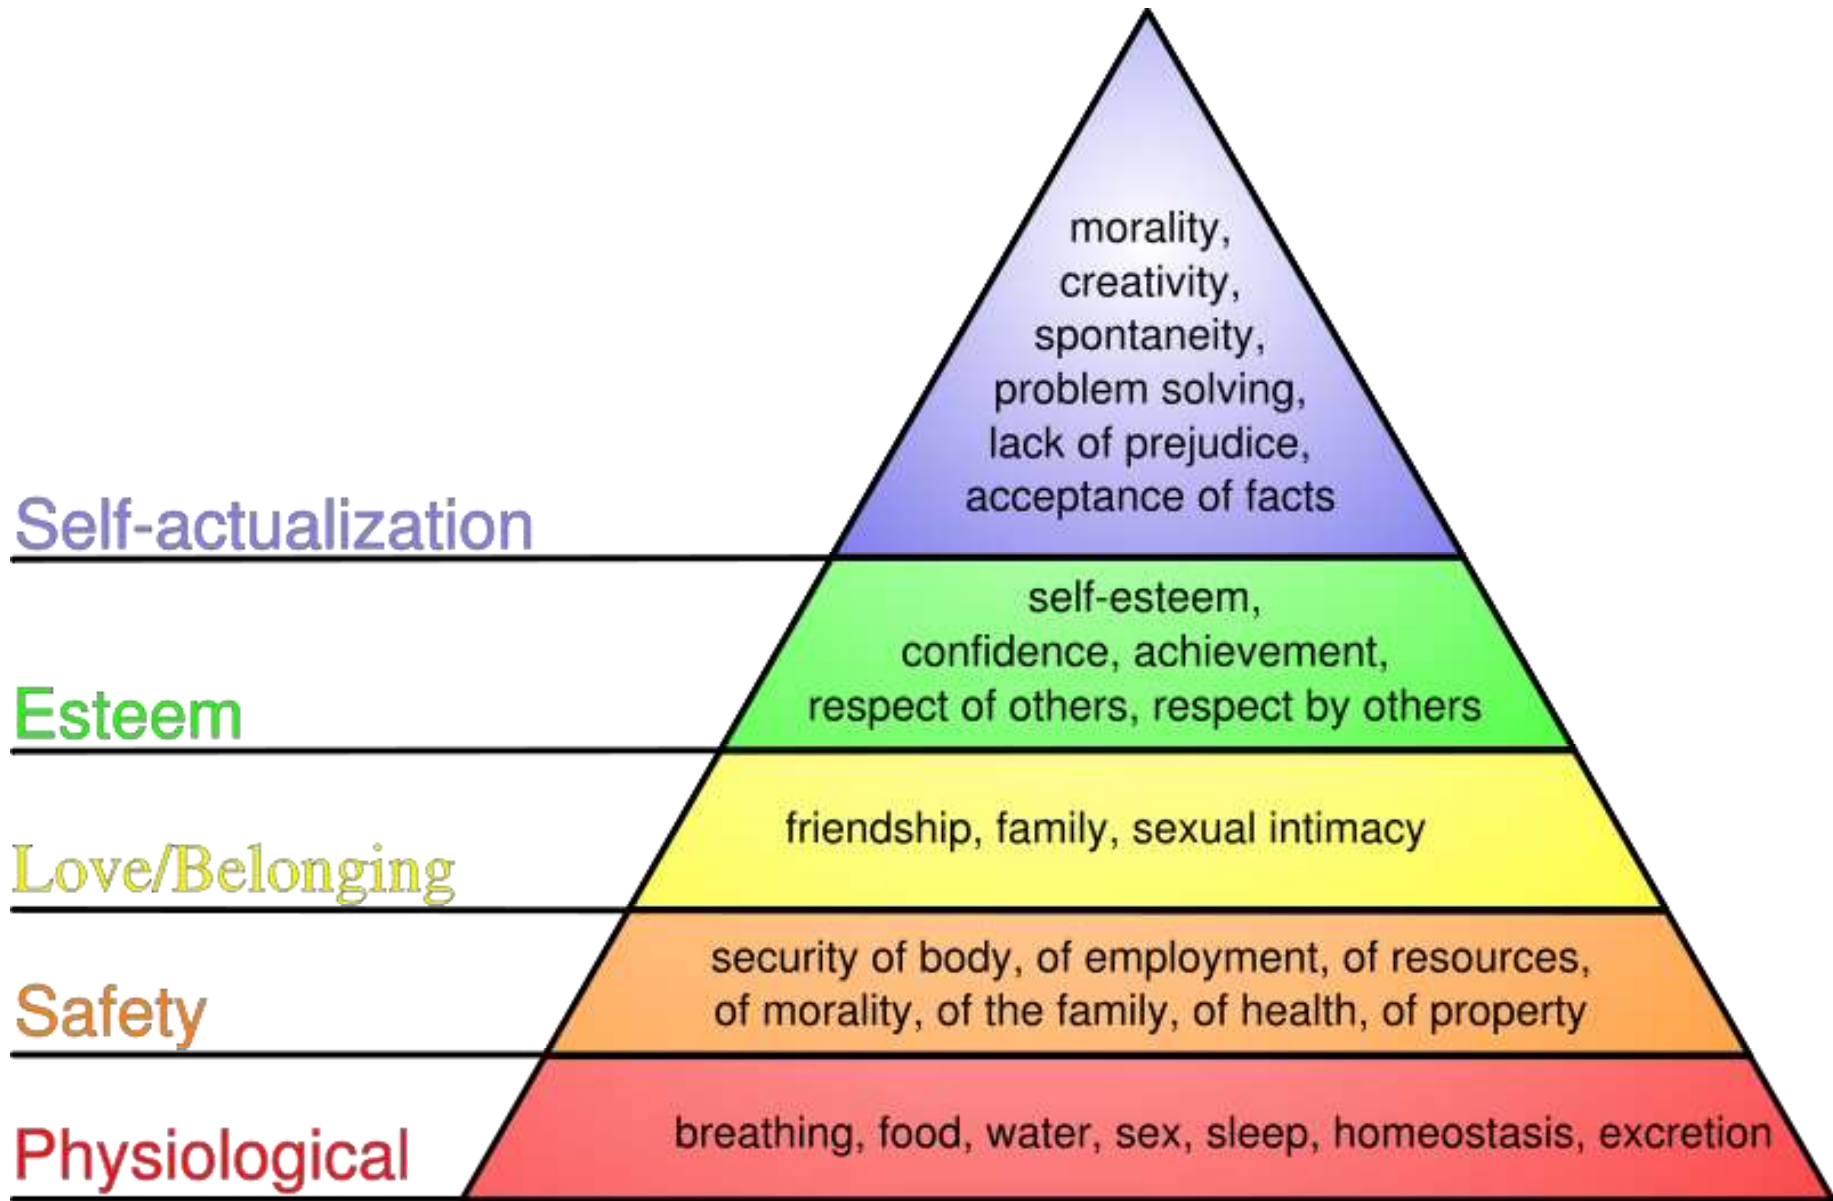 morality,
creativity,
spontaneity,
problem solving,
lack of prejudice,
acceptance of facts
Self-actualization
self-esteem,
confidence, achievement,
respect of others, respect by others
Esteem
friendship, family, sexual intimacy
Love/Belonging
security of body, of employment, of resources,
of morality, of the family, of health, of property
Safety
breathing, food, water, sex, sleep, homeostasis, excretion
Physiological